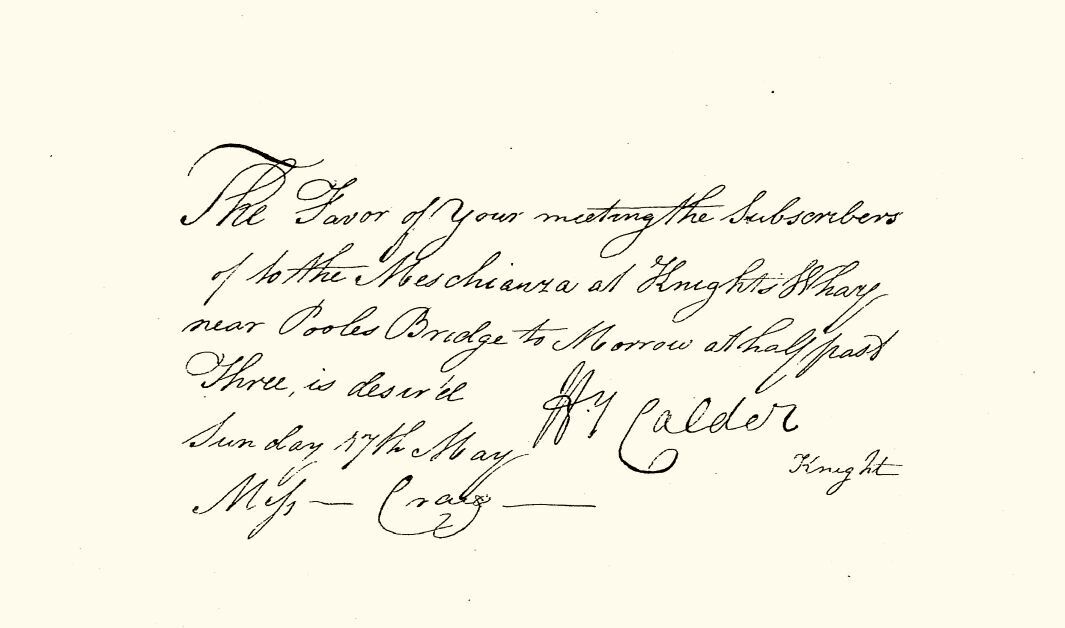 The Favor of Your meeting the Subscribers
of to the Meschianza at Knights Wharf
near Pooles Bridge to Morrow at half past
Three, is desir'd
Hy Calder
Sunday 17th May
Knight
Miss — Craig —